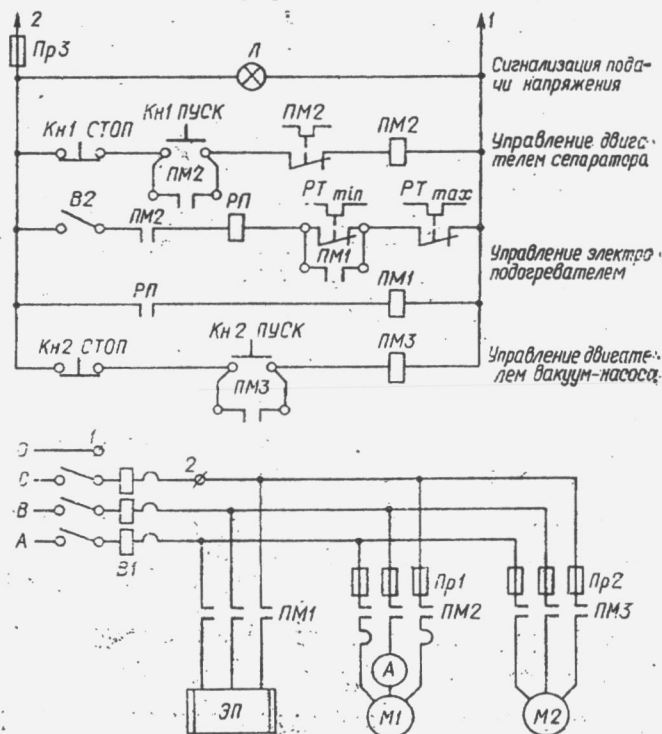 2
1
Пр3
Л
Сигнализация пода-
чи напряжения
Кн1 СТОП
Кн1 ПУСК
ПМ2
ПМ2
Управление двига-
телем сепаратора
ПМ2
В2
ПМ2
РП
РТ min
РТ max
ПМ1
Управление электро-
подогревателем
РП
ПМ1
Кн2 СТОП
Кн2 ПУСК
ПМ3
Управление двигате-
лем вакуум-насоса
ПМ3
О
1
С
2
В
А
В1
Пр1
Пр2
ПМ1
ПМ2
ПМ3
А
ЭП
М1
М2